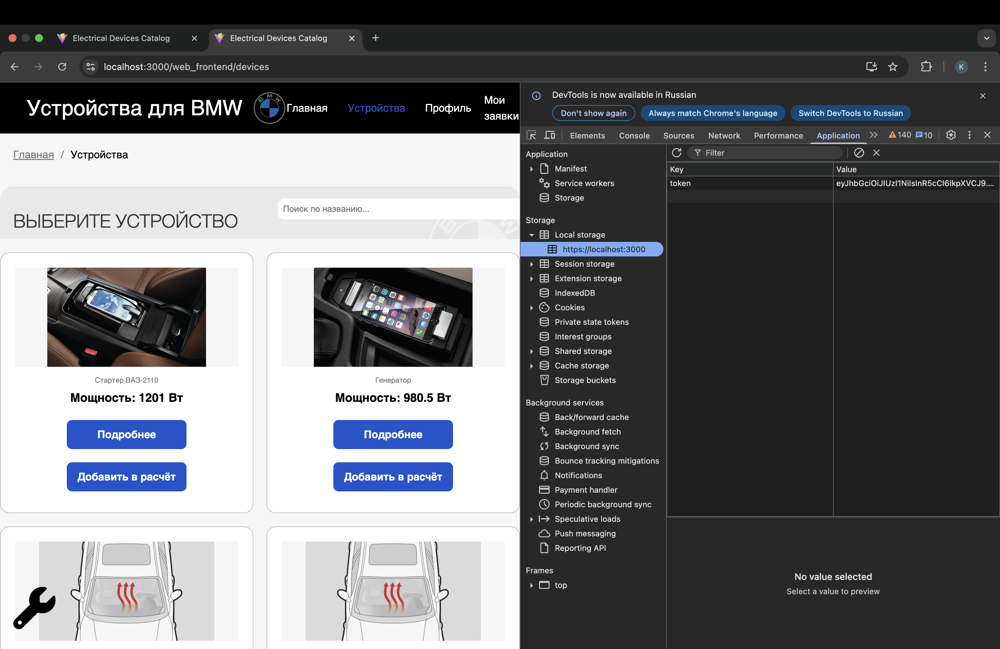 Electrical Devices Catalog
Electrical Devices Catalog
localhost:3000/web_frontend/devices
K
Устройства для BMW
BMW
Главная
Устройства
Профиль
Мои
заявки
Главная / Устройства
ВЫБЕРИТЕ УСТРОЙСТВО
Поиск по названию...
Стартер ВАЗ-2110
Мощность: 1201 Вт
Подробнее
Добавить в расчёт
Генератор
Мощность: 980.5 Вт
Подробнее
Добавить в расчёт
DevTools is now available in Russian
Don't show again
Always match Chrome's language
Switch DevTools to Russian
Elements
Console
Sources
Network
Performance
Application
140
10
Application
Manifest
Service workers
Storage
Storage
Local storage
https://localhost:3000
Session storage
Extension storage
IndexedDB
Cookies
Private state tokens
Interest groups
Shared storage
Cache storage
Storage buckets
Background services
Back/forward cache
Background fetch
Background sync
Bounce tracking mitigations
Notifications
Payment handler
Periodic background sync
Speculative loads
Push messaging
Reporting API
Frames
top
Filter
Key
Value
token
eyJhbGciOiJIUzI1NiIsInR5cCI6IkpXVCJ9....
No value selected
Select a value to preview